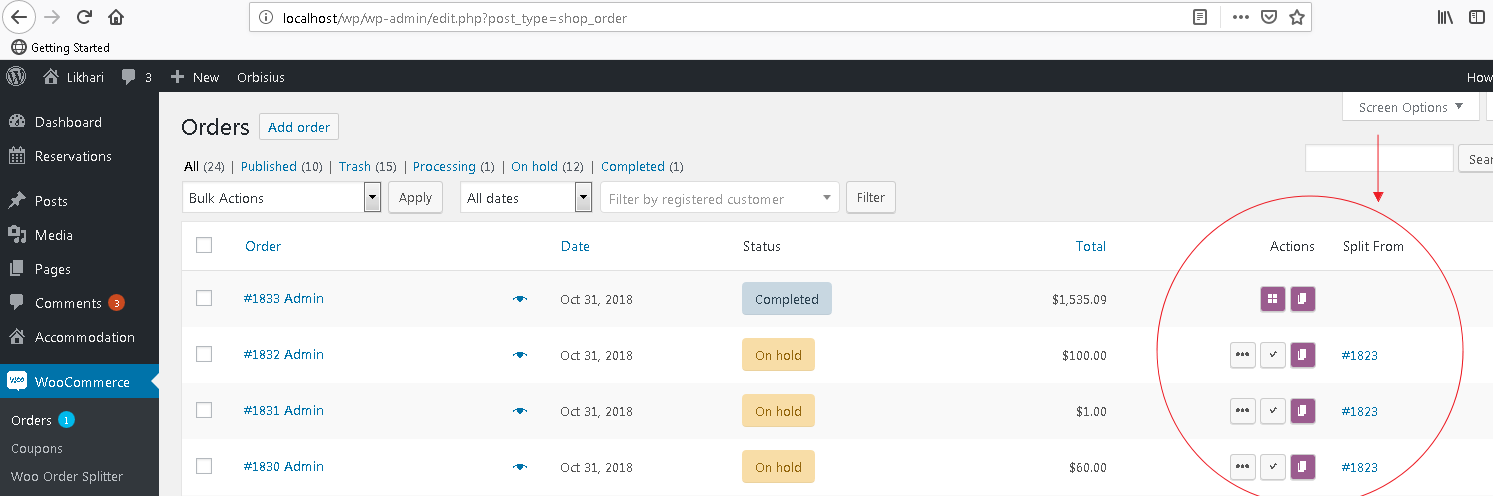 localhost/wp/wp-admin/edit.php?post_type=shop_order
Getting Started
Likhari 3 New Orbisius How
Screen Options
Dashboard
Reservations
Posts
Media
Pages
Comments 3
Accommodation
WooCommerce
Orders 1
Coupons
Woo Order Splitter
Orders Add order
All (24) | Published (10) | Trash (15) | Processing (1) | On hold (12) | Completed (1)
Sear
Bulk Actions Apply All dates Filter by registered customer Filter
Order Date Status Total Actions Split From
#1833 Admin Oct 31, 2018 Completed $1,535.09
#1832 Admin Oct 31, 2018 On hold $100.00 #1823
#1831 Admin Oct 31, 2018 On hold $1.00 #1823
#1830 Admin Oct 31, 2018 On hold $60.00 #1823